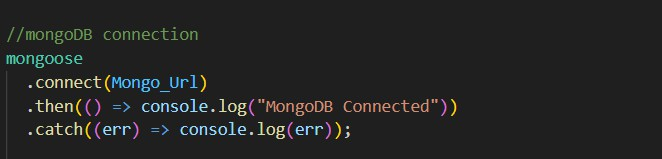 //mongoDB connection
mongoose
.connect(Mongo_Url)
.then(() => console.log("MongoDB Connected"))
.catch((err) => console.log(err));